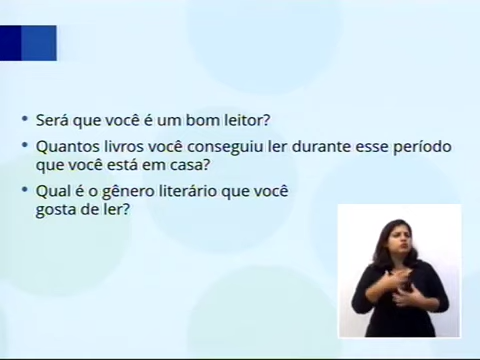 • Será que você é um bom leitor?
• Quantos livros você conseguiu ler durante esse período
que você está em casa?
• Qual é o gênero literário que você
gosta de ler?